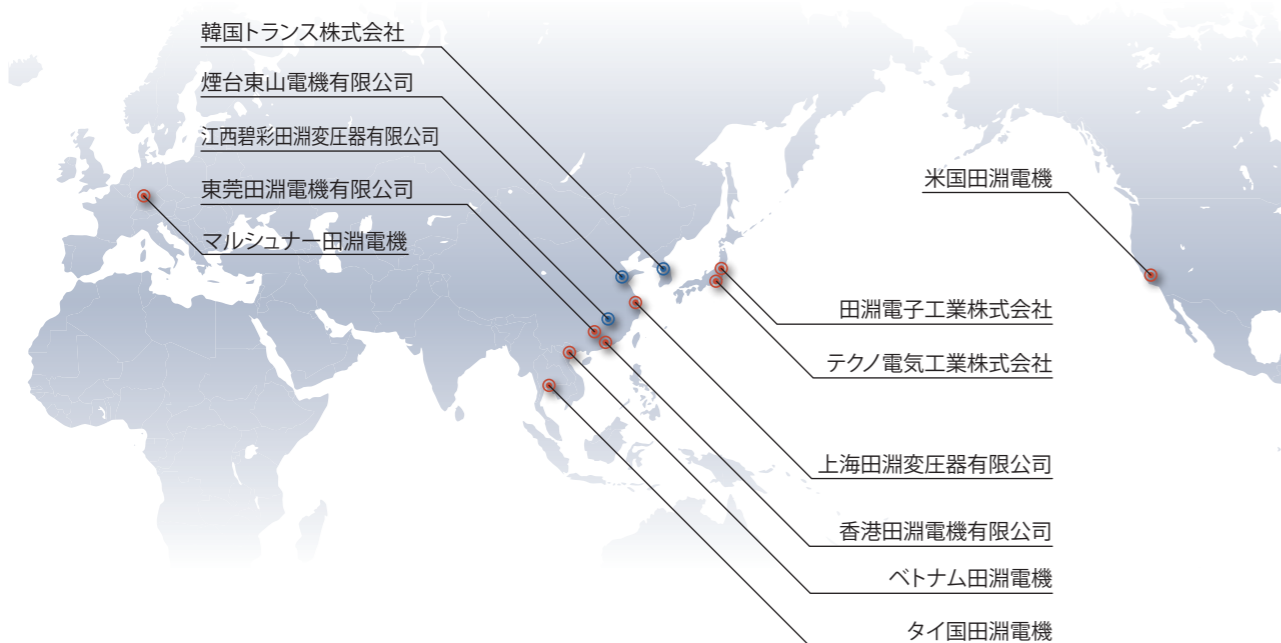 韓国トランス株式会社
煙台東山電機有限公司
江西碧彩田淵変圧器有限公司
東莞田淵電機有限公司
マルシュナー田淵電機
米国田淵電機
田淵電子工業株式会社
テクノ電気工業株式会社
上海田淵変圧器有限公司
香港田淵電機有限公司
ベトナム田淵電機
タイ国田淵電機